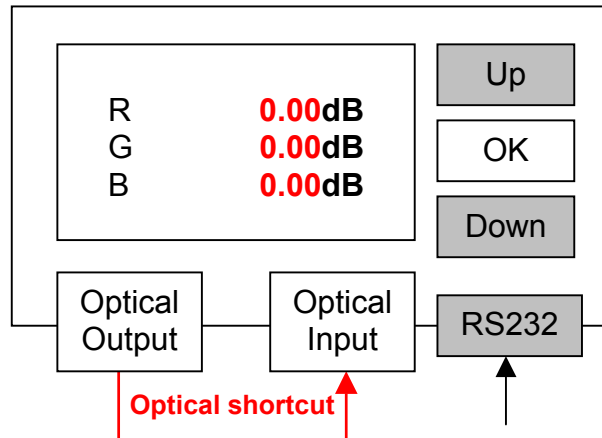 R 0.00dB
G 0.00dB
B 0.00dB
Up
OK
Down
Optical
Output
Optical
Input
RS232
Optical shortcut